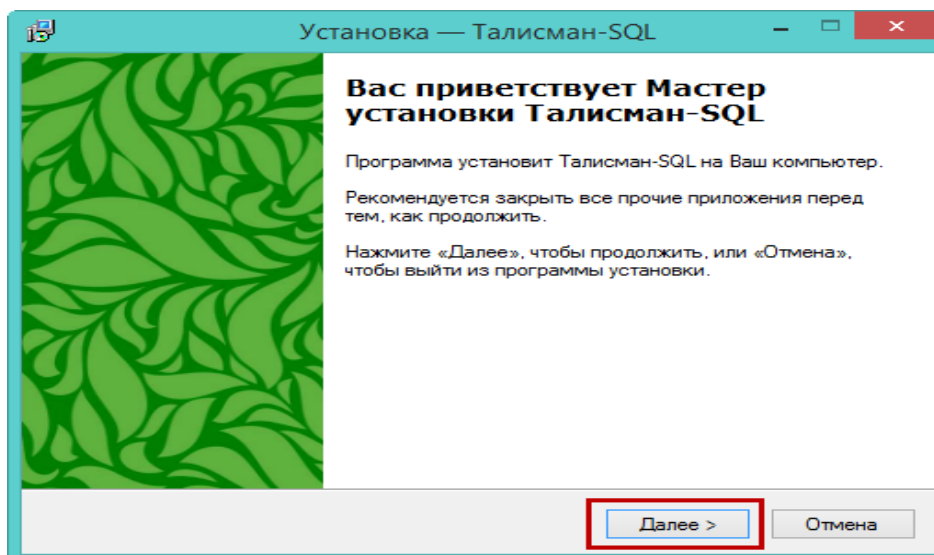 Установка — Талисман-SQL
Вас приветствует Мастер
установки Талисман-SQL
Программа установит Талисман-SQL на Ваш компьютер.
Рекомендуется закрыть все прочие приложения перед
тем, как продолжить.
Нажмите «Далее», чтобы продолжить, или «Отмена»,
чтобы выйти из программы установки.
Далее >
Отмена